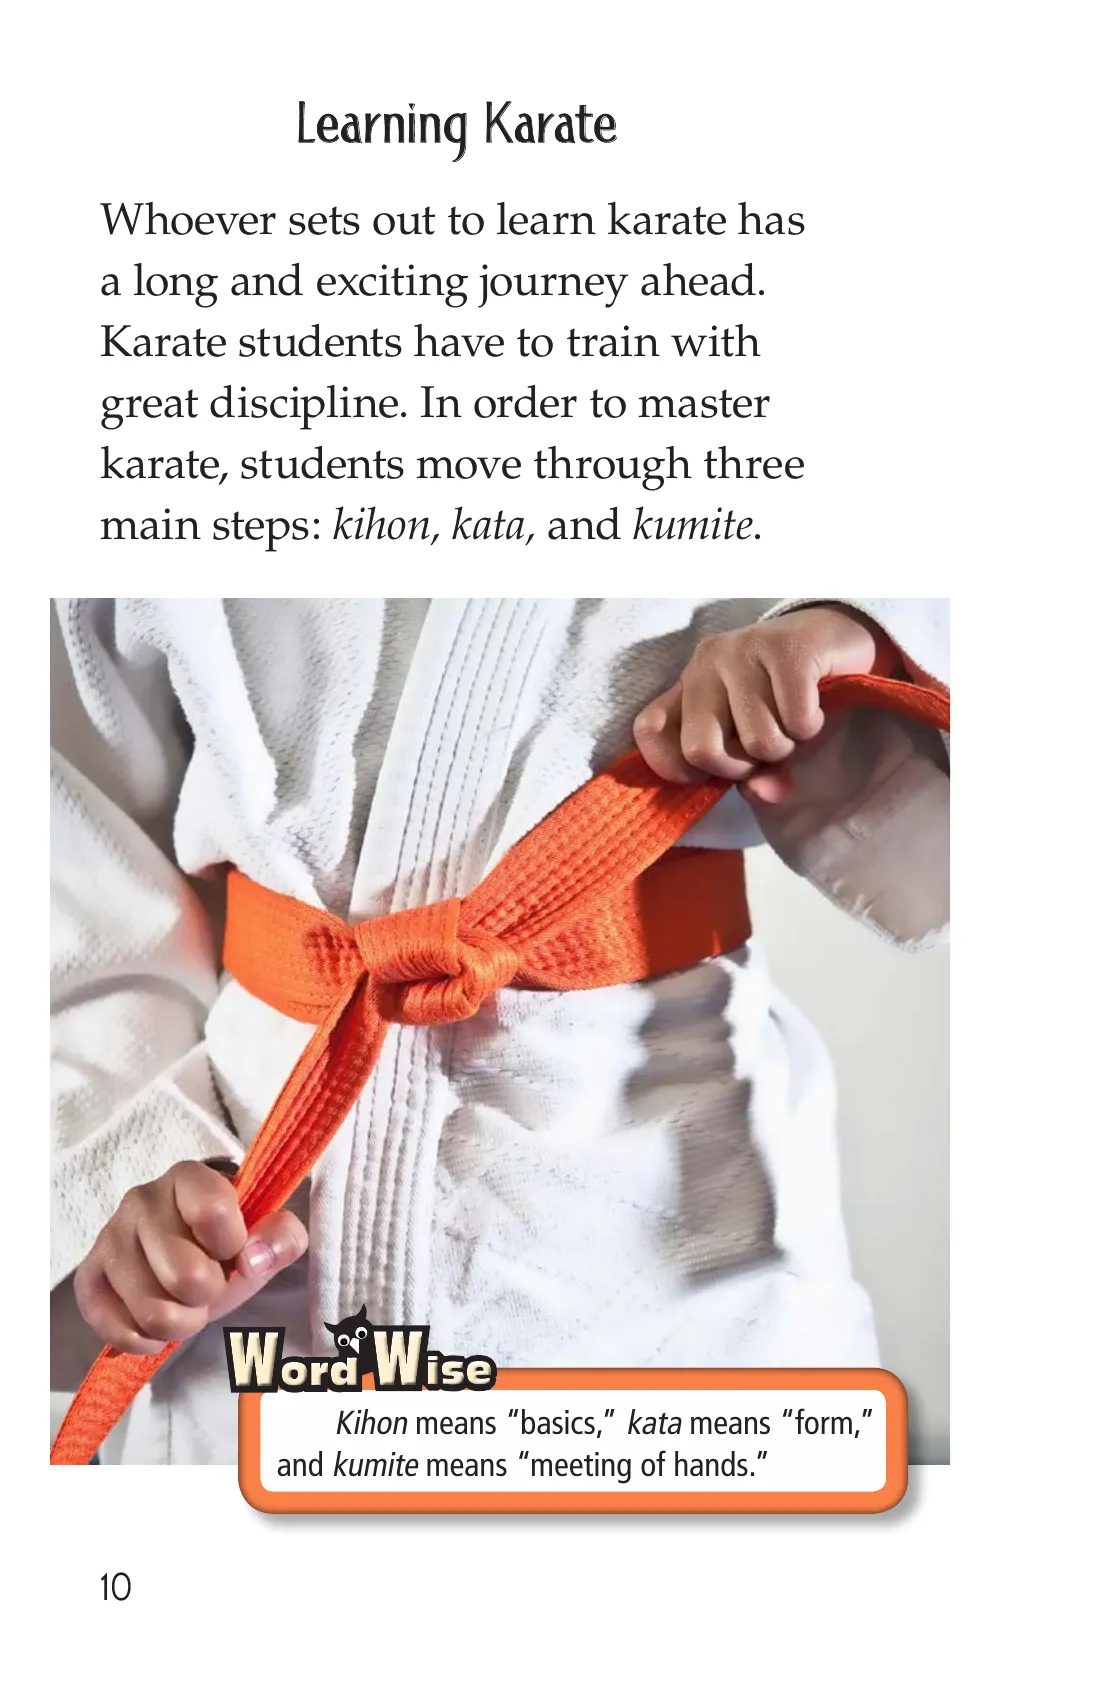 Learning Karate
Whoever sets out to learn karate has
a long and exciting journey ahead.
Karate students have to train with
great discipline. In order to master
karate, students move through three
main steps: kihon, kata, and kumite.
Word Wise
Kihon means “basics,” kata means “form,”
and kumite means “meeting of hands.”
10